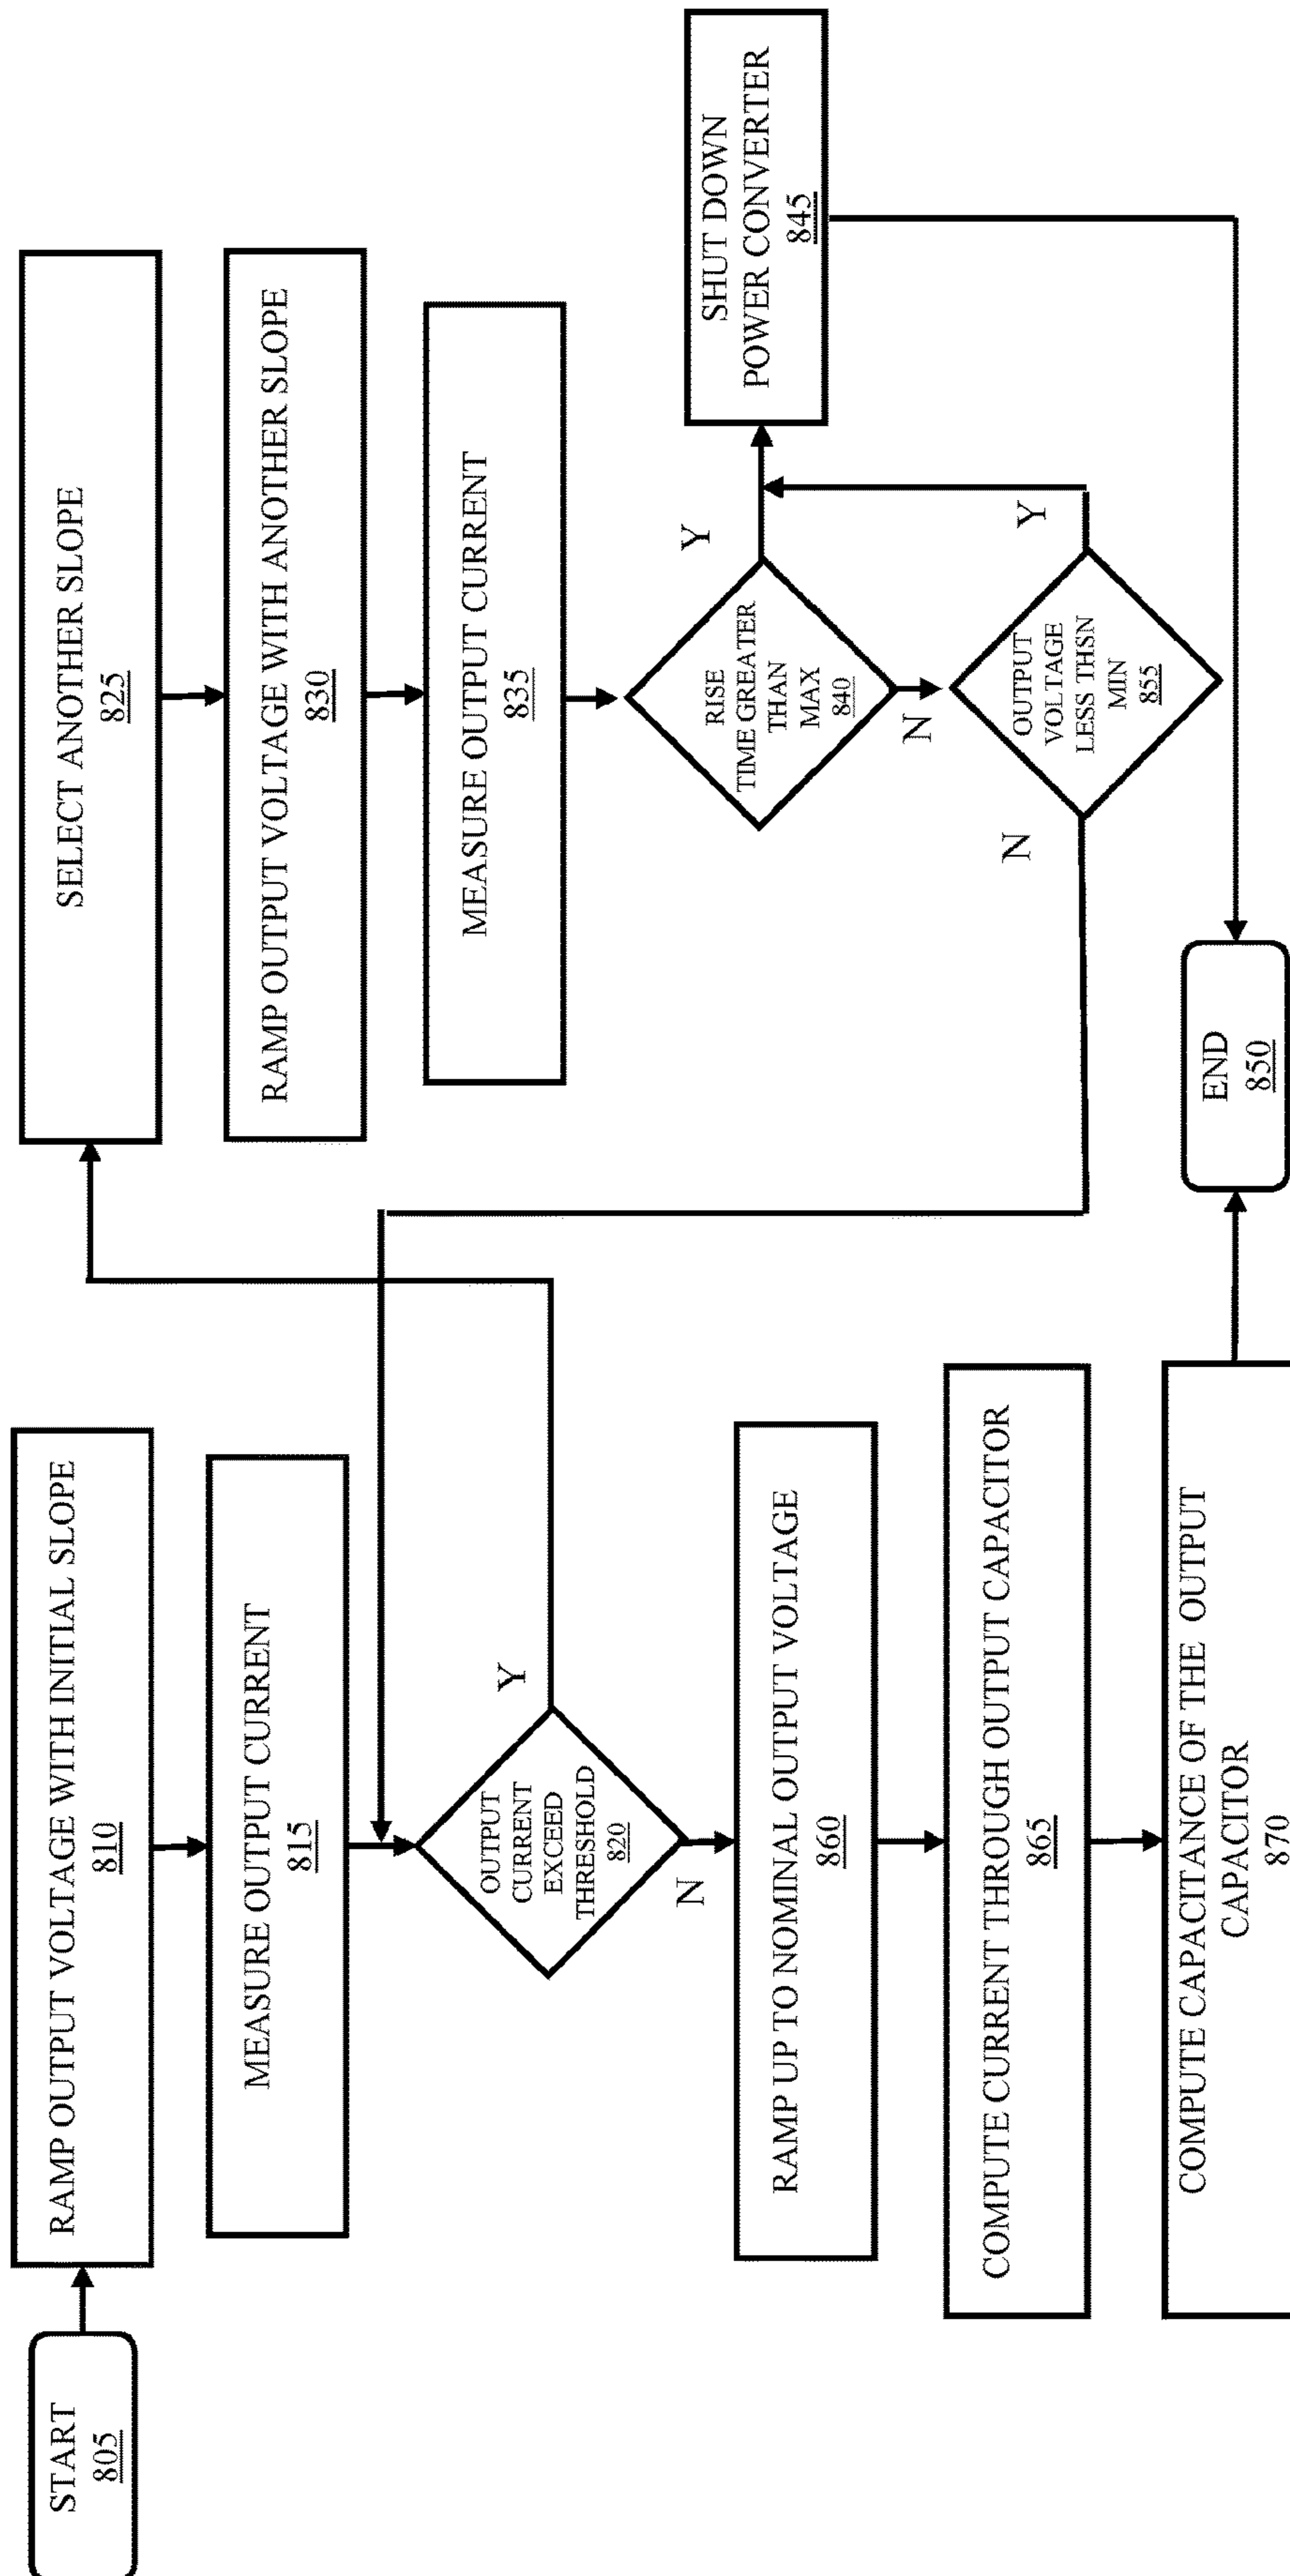 START
805
RAMP OUTPUT VOLTAGE WITH INITIAL SLOPE
810
MEASURE OUTPUT CURRENT
815
OUTPUT
CURRENT
EXCEED
THRESHOLD
820
Y
N
SELECT ANOTHER SLOPE
825
RAMP OUTPUT VOLTAGE WITH ANOTHER SLOPE
830
MEASURE OUTPUT CURRENT
835
RISE
TIME GREATER
THAN
MAX
840
Y
N
SHUT DOWN
POWER CONVERTER
845
OUTPUT
VOLTAGE
LESS THSN
MIN
855
Y
N
RAMP UP TO NOMINAL OUTPUT VOLTAGE
860
COMPUTE CURRENT THROUGH OUTPUT CAPACITOR
865
COMPUTE CAPACITANCE OF THE OUTPUT
CAPACITOR
870
END
850